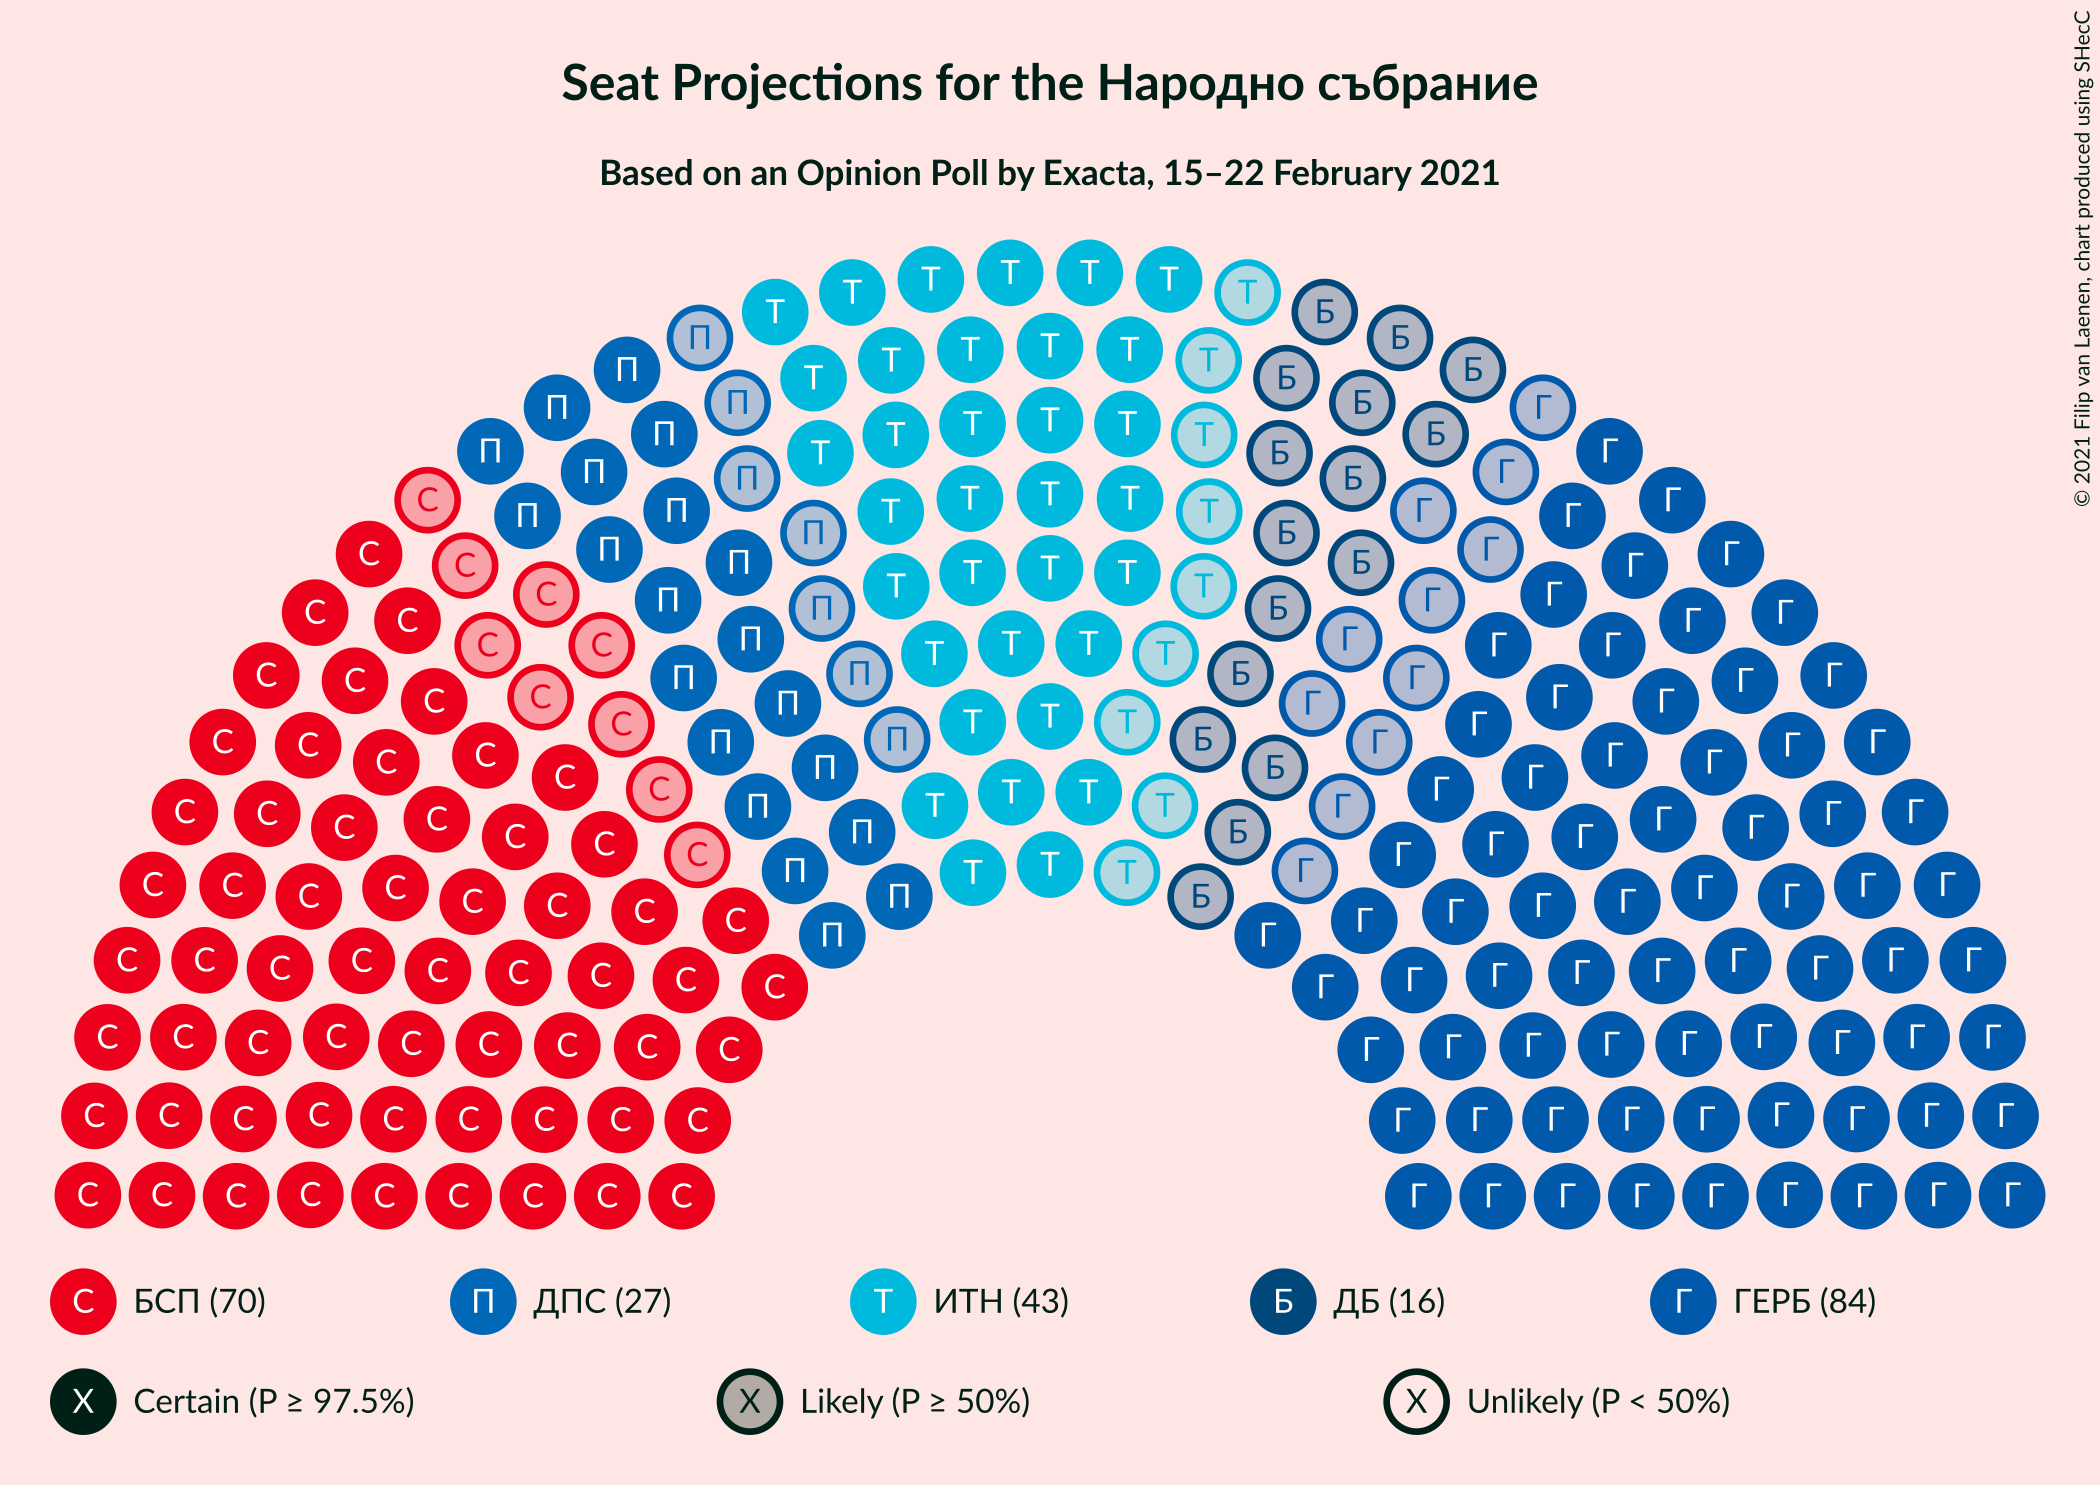 Seat Projections for the Народно събрание
Based on an Opinion Poll by Exacta, 15–22 February 2021
© 2021 Filip van Laenen, chart produced using SHecC
Т Т Т Т Т Т Т
П Б Б
П Т Т Т Т Т Т Б Б Б
П П Т Т Т Т Т Т Б Б Г Г
С БСП (70)
П ДПС (27)
Т ИТН (43)
Б ДБ (16)
Г ГЕРБ (84)
X Certain (P ≥ 97.5%)
X Likely (P ≥ 50%)
X Unlikely (P < 50%)